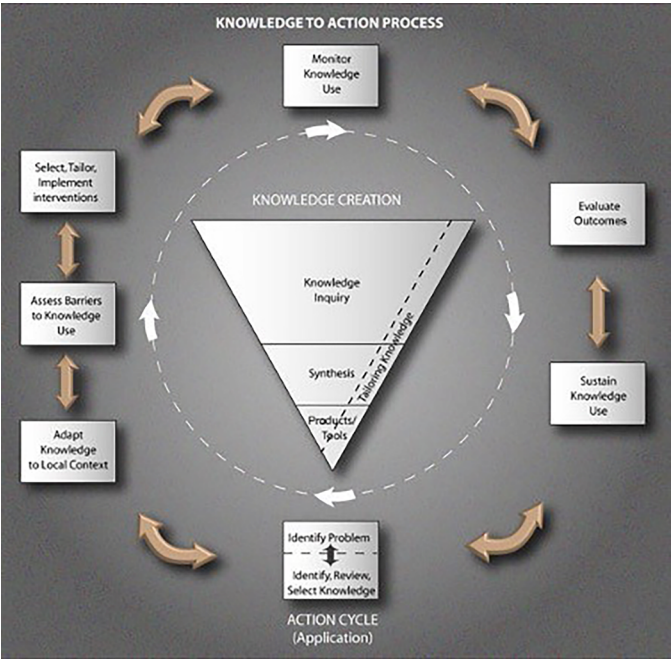 KNOWLEDGE TO ACTION PROCESS
Monitor
Knowledge
Use
Select, Tailor,
Implement
interventions
Evaluate
Outcomes
KNOWLEDGE CREATION
Knowledge
Inquiry
Assess Barriers
to Knowledge
Use
Synthesis
Tailoring Knowledge
Sustain
Knowledge
Use
Products/
Tools
Adapt
Knowledge
to Local Context
Identify Problem
Identify, Review,
Select Knowledge
ACTION CYCLE
(Application)